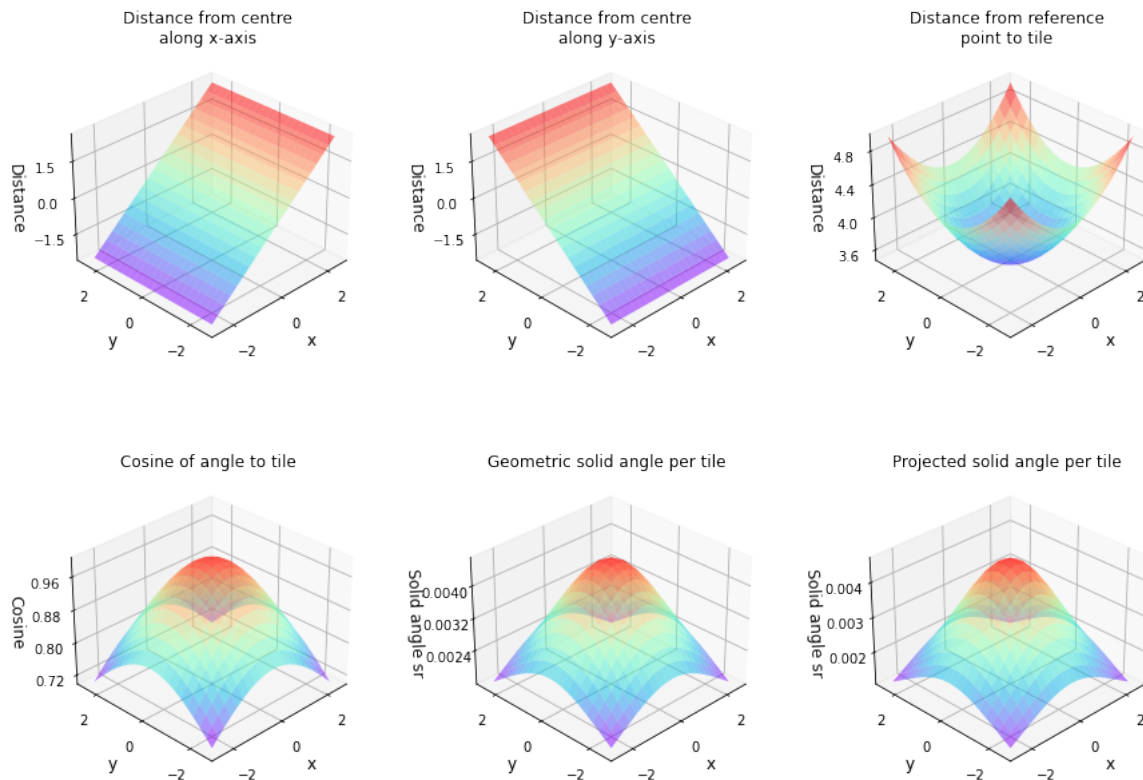 Distance from centre
along x-axis
Distance
1.5
0.0
−1.5
2
0
−2
y
−2
0
2
x
Distance from centre
along y-axis
Distance
1.5
0.0
−1.5
2
0
−2
y
−2
0
2
x
Distance from reference
point to tile
Distance
4.8
4.4
4.0
3.6
2
0
−2
y
−2
0
2
x
Cosine of angle to tile
Cosine
0.96
0.88
0.80
0.72
2
0
−2
y
−2
0
2
x
Geometric solid angle per tile
Solid angle sr
0.0040
0.0032
0.0024
2
0
−2
y
−2
0
2
x
Projected solid angle per tile
Solid angle sr
0.004
0.003
0.002
2
0
−2
y
−2
0
2
x